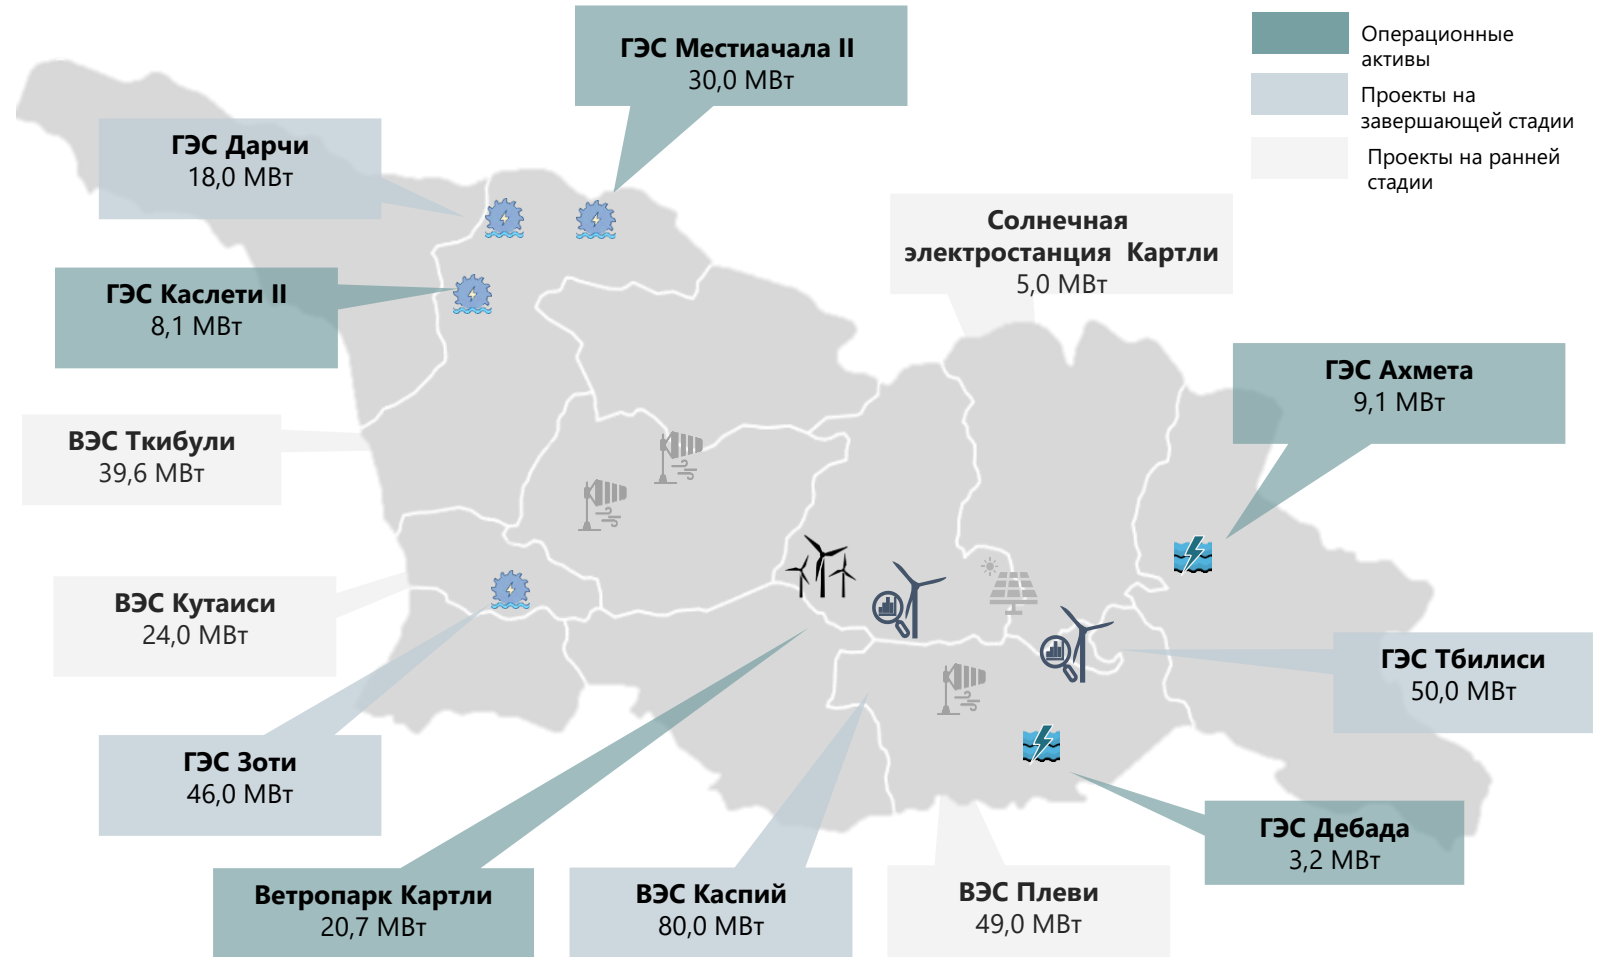 ГЭС Местиачала II
30,0 МВт
Операционные
активы
Проекты на
завершающей стадии
Проекты на ранней
стадии
ГЭС Дарчи
18,0 МВт
Солнечная
электростанция Картли
5,0 МВт
ГЭС Каслети II
8,1 МВт
ГЭС Ахмета
9,1 МВт
ВЭС Ткибули
39,6 МВт
ВЭС Кутаиси
24,0 МВт
ГЭС Тбилиси
50,0 МВт
ГЭС Зоти
46,0 МВт
ГЭС Дебада
3,2 МВт
Ветропарк Картли
20,7 МВт
ВЭС Каспий
80,0 МВт
ВЭС Плеви
49,0 МВт